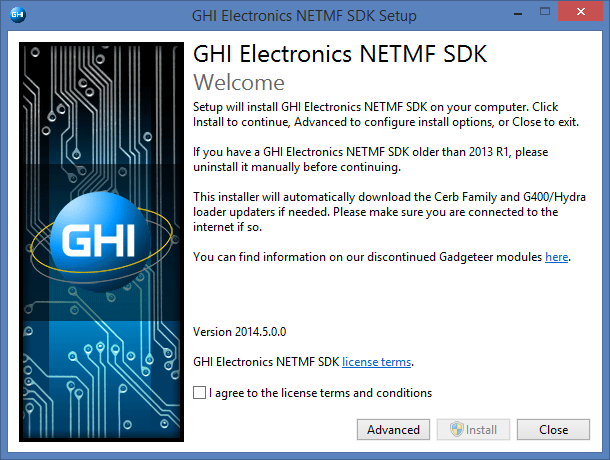 GHI
GHI Electronics NETMF SDK Setup
GHI
GHI Electronics NETMF SDK
Welcome
Setup will install GHI Electronics NETMF SDK on your computer. Click
Install to continue, Advanced to configure install options, or Close to exit.
If you have a GHI Electronics NETMF SDK older than 2013 R1, please
uninstall it manually before continuing.
This installer will automatically download the Cerb Family and G400/Hydra
loader updaters if needed. Please make sure you are connected to the
internet if so.
You can find information on our discontinued Gadgeteer modules here.
Version 2014.5.0.0
GHI Electronics NETMF SDK license terms.
I agree to the license terms and conditions
Advanced
Install
Close